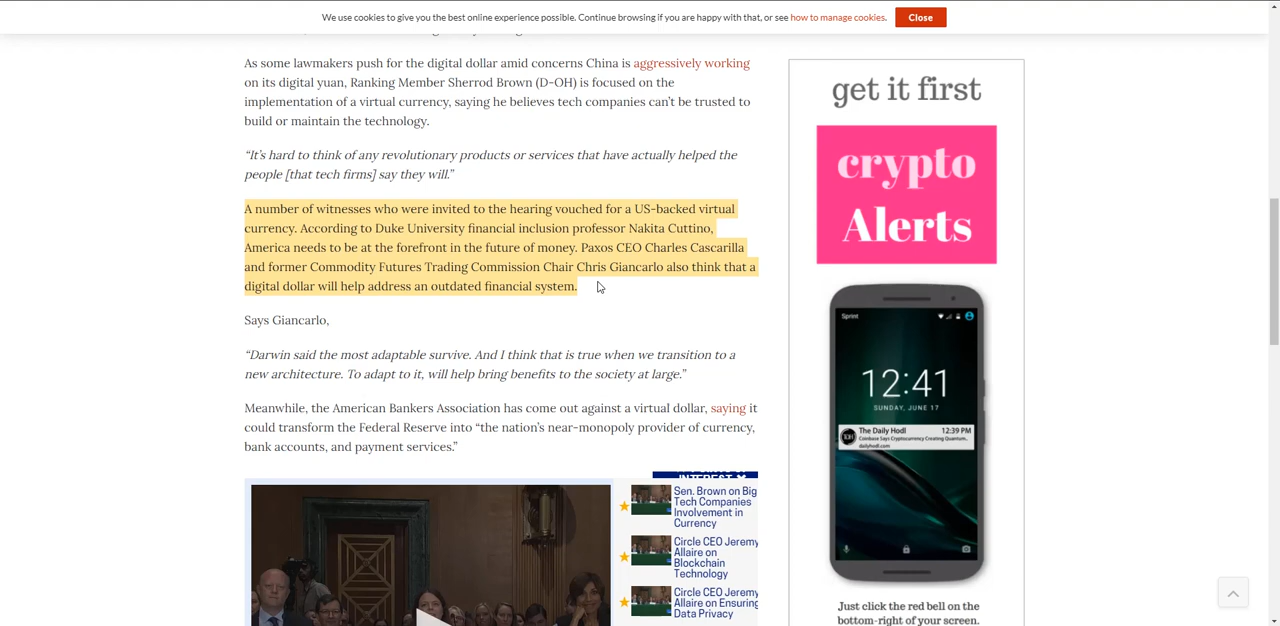 We use cookies to give you the best online experience possible. Continue browsing if you are happy with that, or see how to manage cookies. Close
As some lawmakers push for the digital dollar amid concerns China is aggressively working
on its digital yuan, Ranking Member Sherrod Brown (D-OH) is focused on the
implementation of a virtual currency, saying he believes tech companies can’t be trusted to
build or maintain the technology.
“It’s hard to think of any revolutionary products or services that have actually helped the
people [that tech firms] say they will.”
A number of witnesses who were invited to the hearing vouched for a US-backed virtual
currency. According to Duke University financial inclusion professor Nakita Cuttino,
America needs to be at the forefront in the future of money. Paxos CEO Charles Cascarilla
and former Commodity Futures Trading Commission Chair Chris Giancarlo also think that a
digital dollar will help address an outdated financial system.
Says Giancarlo,
“Darwin said the most adaptable survive. And I think that is true when we transition to a
new architecture. To adapt to it, will help bring benefits to the society at large.”
Meanwhile, the American Bankers Association has come out against a virtual dollar, saying it
could transform the Federal Reserve into “the nation’s near-monopoly provider of currency,
bank accounts, and payment services.”
Sen. Brown on Big
Tech Companies
Involvement in
Currency
Circle CEO Jeremy
Allaire on
Blockchain
Technology
Circle CEO Jeremy
Allaire on Ensuring
Data Privacy
get it first
crypto
Alerts
Sprint
12:41
SUNDAY, JUNE 17
The Daily Hodl 12:39 PM
Coinbase Says Cryptocurrency Creating Quantum...
dailyhodl.com
Just click the red bell on the
bottom-right of your screen.